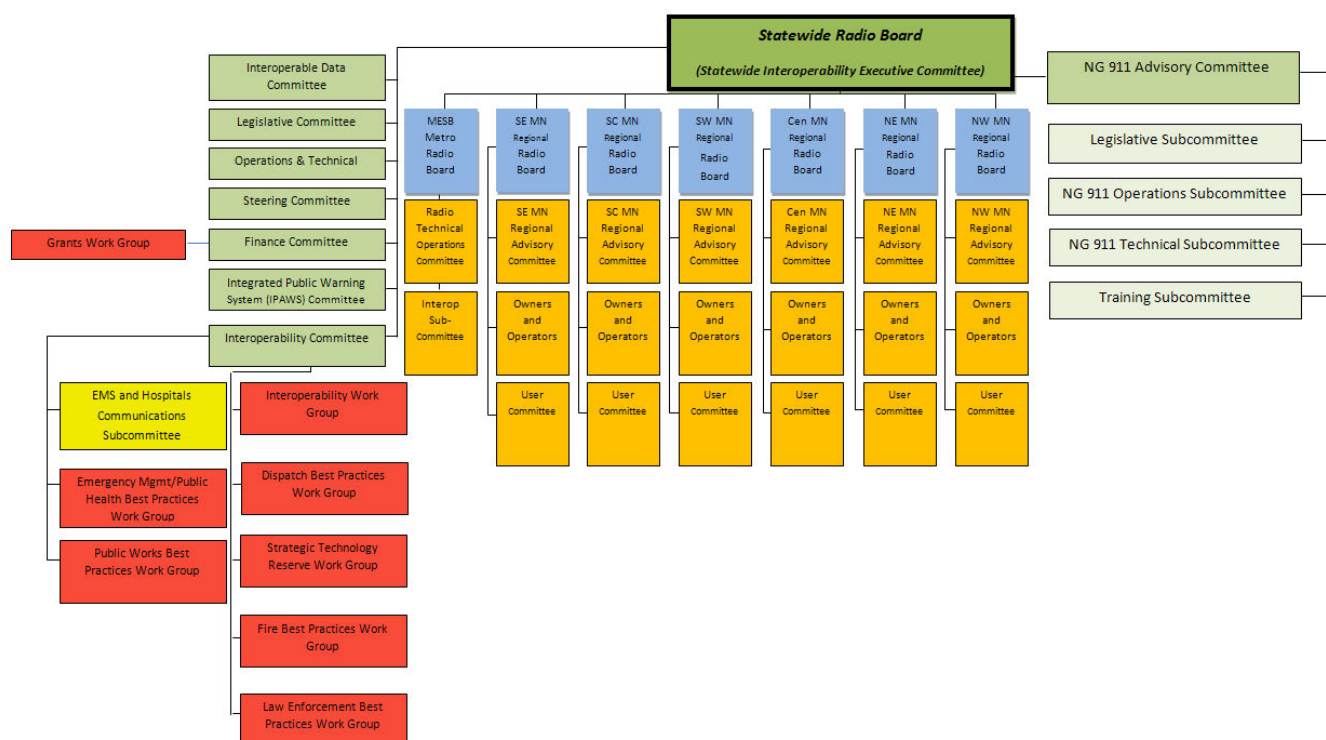 Statewide Radio Board
(Statewide Interoperability Executive Committee)
Interoperable Data
Committee
Legislative Committee
Operations & Technical
Steering Committee
Grants Work Group
Finance Committee
Integrated Public Warning
System (IPAWS) Committee
Interoperability Committee
EMS and Hospitals
Communications
Subcommittee
Emergency Mgmt/Public
Health Best Practices
Work Group
Public Works Best
Practices Work Group
Interoperability Work
Group
Dispatch Best Practices
Work Group
Strategic Technology
Reserve Work Group
Fire Best Practices Work
Group
Law Enforcement Best
Practices Work Group
MESB
Metro
Radio
Board
Radio
Technical
Operations
Committee
Interop
Sub-
Committee
SE MN
Regional
Radio
Board
SE MN
Regional
Advisory
Committee
Owners
and
Operators
User
Committee
SC MN
Regional
Radio
Board
SC MN
Regional
Advisory
Committee
Owners
and
Operators
User
Committee
SW MN
Regional
Radio
Board
SW MN
Regional
Advisory
Committee
Owners
and
Operators
User
Committee
Cen MN
Regional
Radio
Board
Cen MN
Regional
Advisory
Committee
Owners
and
Operators
User
Committee
NE MN
Regional
Radio
Board
NE MN
Regional
Advisory
Committee
Owners
and
Operators
User
Committee
NW MN
Regional
Radio
Board
NW MN
Regional
Advisory
Committee
Owners
and
Operators
User
Committee
NG 911 Advisory Committee
Legislative Subcommittee
NG 911 Operations Subcommittee
NG 911 Technical Subcommittee
Training Subcommittee